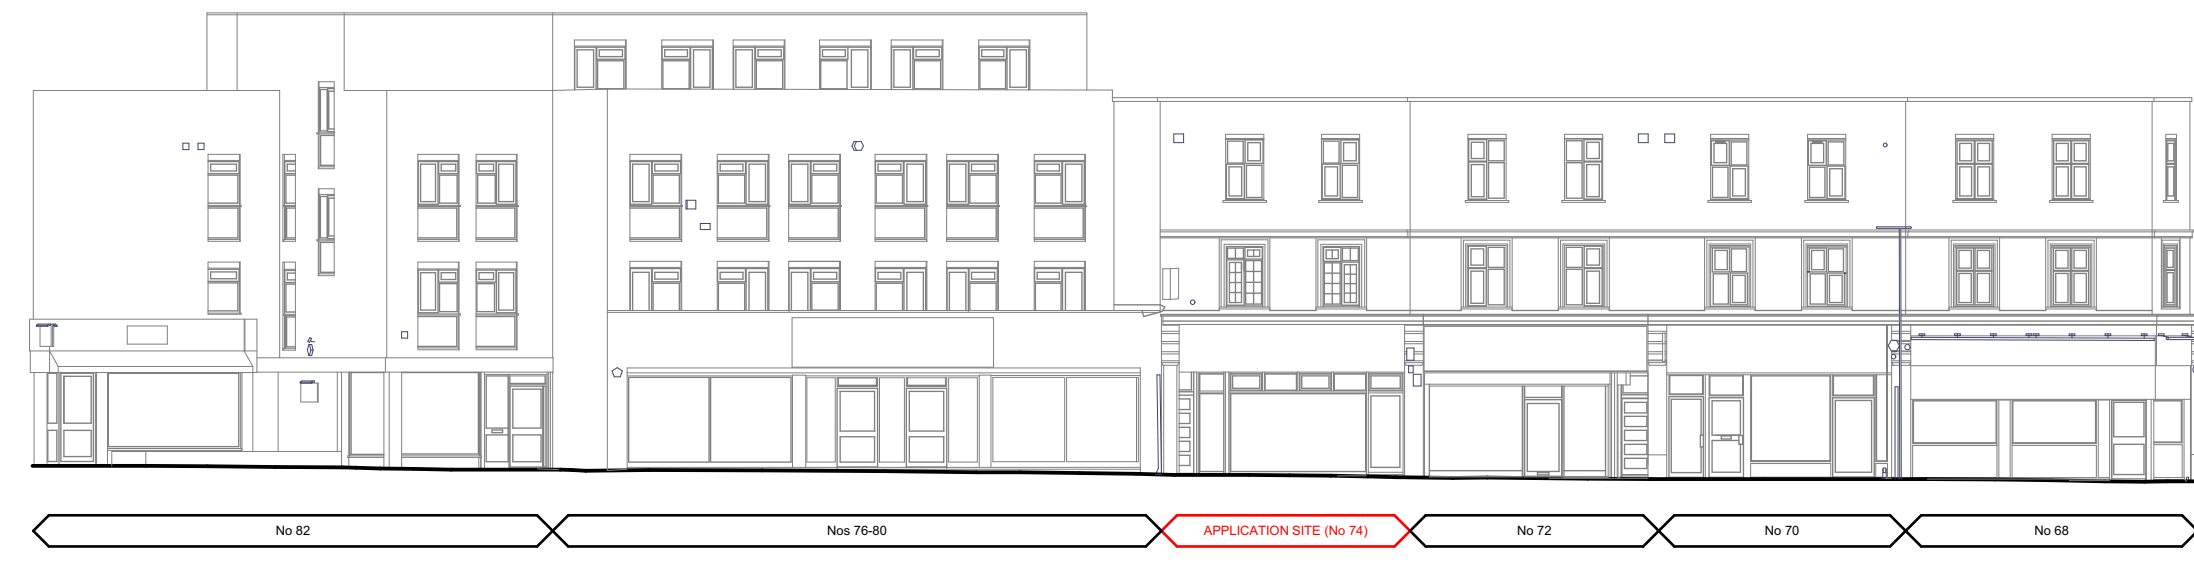 No 82
Nos 76-80
APPLICATION SITE (No 74)
No 72
No 70
No 68